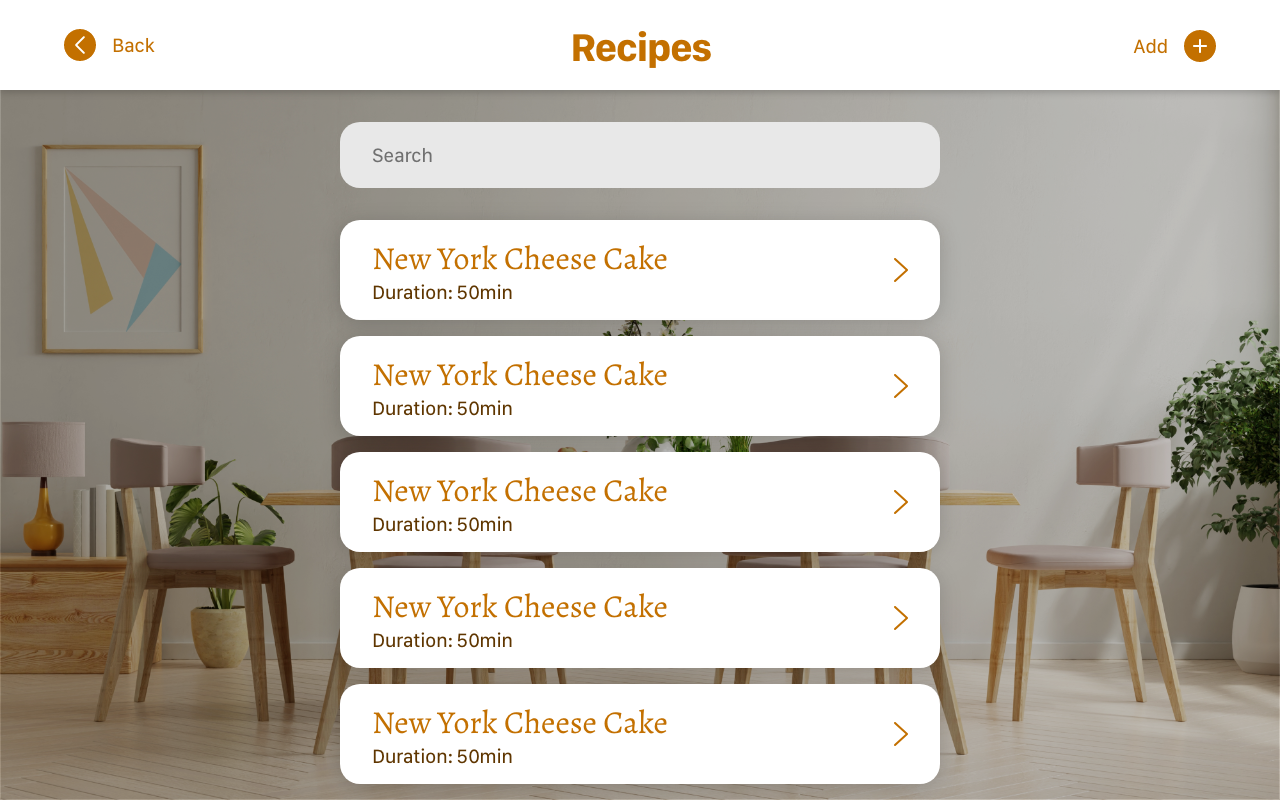 Back
Recipes
Add
Search
New York Cheese Cake
Duration: 50min
New York Cheese Cake
Duration: 50min
New York Cheese Cake
Duration: 50min
New York Cheese Cake
Duration: 50min
New York Cheese Cake
Duration: 50min